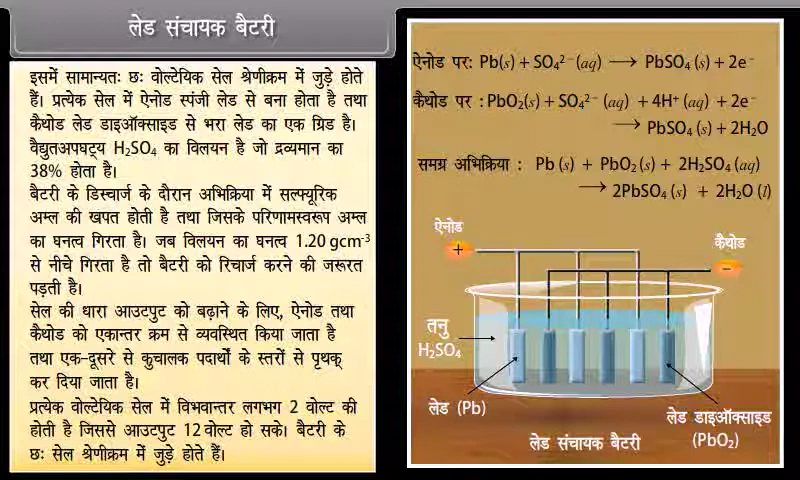 लेड संचायक बैटरी
इसमें सामान्यतः छः वोल्टेयिक सेल श्रेणीक्रम में जुड़े होते
हैं। प्रत्येक सेल में ऐनोड स्पंजी लेड से बना होता है तथा
कैथोड लेड डाइऑक्साइड से भरा लेड का एक ग्रिड है।
वैद्युतअपघट्य H₂SO₄ का विलयन है जो द्रव्यमान का
38% होता है।
बैटरी के डिस्चार्ज के दौरान अभिक्रिया में सल्फ्यूरिक
अम्ल की खपत होती है तथा जिसके परिणामस्वरूप अम्ल
का घनत्व गिरता है। जब विलयन का घनत्व 1.20 gcm⁻³
से नीचे गिरता है तो बैटरी को रिचार्ज करने की जरूरत
पड़ती है।
सेल की धारा आउटपुट को बढ़ाने के लिए, ऐनोड तथा
कैथोड को एकान्तर क्रम से व्यवस्थित किया जाता है
तथा एक-दूसरे से कुचालक पदार्थों के स्तरों से पृथक्
कर दिया जाता है।
प्रत्येक वोल्टेयिक सेल में विभवान्तर लगभग 2 वोल्ट की
होती है जिससे आउटपुट 12 वोल्ट हो सके। बैटरी के
छः सेल श्रेणीक्रम में जुड़े होते हैं।
ऐनोड पर: Pb(s) + SO₄²⁻ (aq) ⟶ PbSO₄ (s) + 2e⁻
कैथोड पर : PbO₂(s) + SO₄²⁻ (aq) + 4H⁺ (aq) + 2e⁻
⟶ PbSO₄ (s) + 2H₂O
समग्र अभिक्रिया : Pb (s) + PbO₂ (s) + 2H₂SO₄ (aq)
⟶ 2PbSO₄ (s) + 2H₂O (l)
ऐनोड
+
कैथोड
−
तनु
H₂SO₄
लेड (Pb)
लेड डाइऑक्साइड
(PbO₂)
लेड संचायक बैटरी